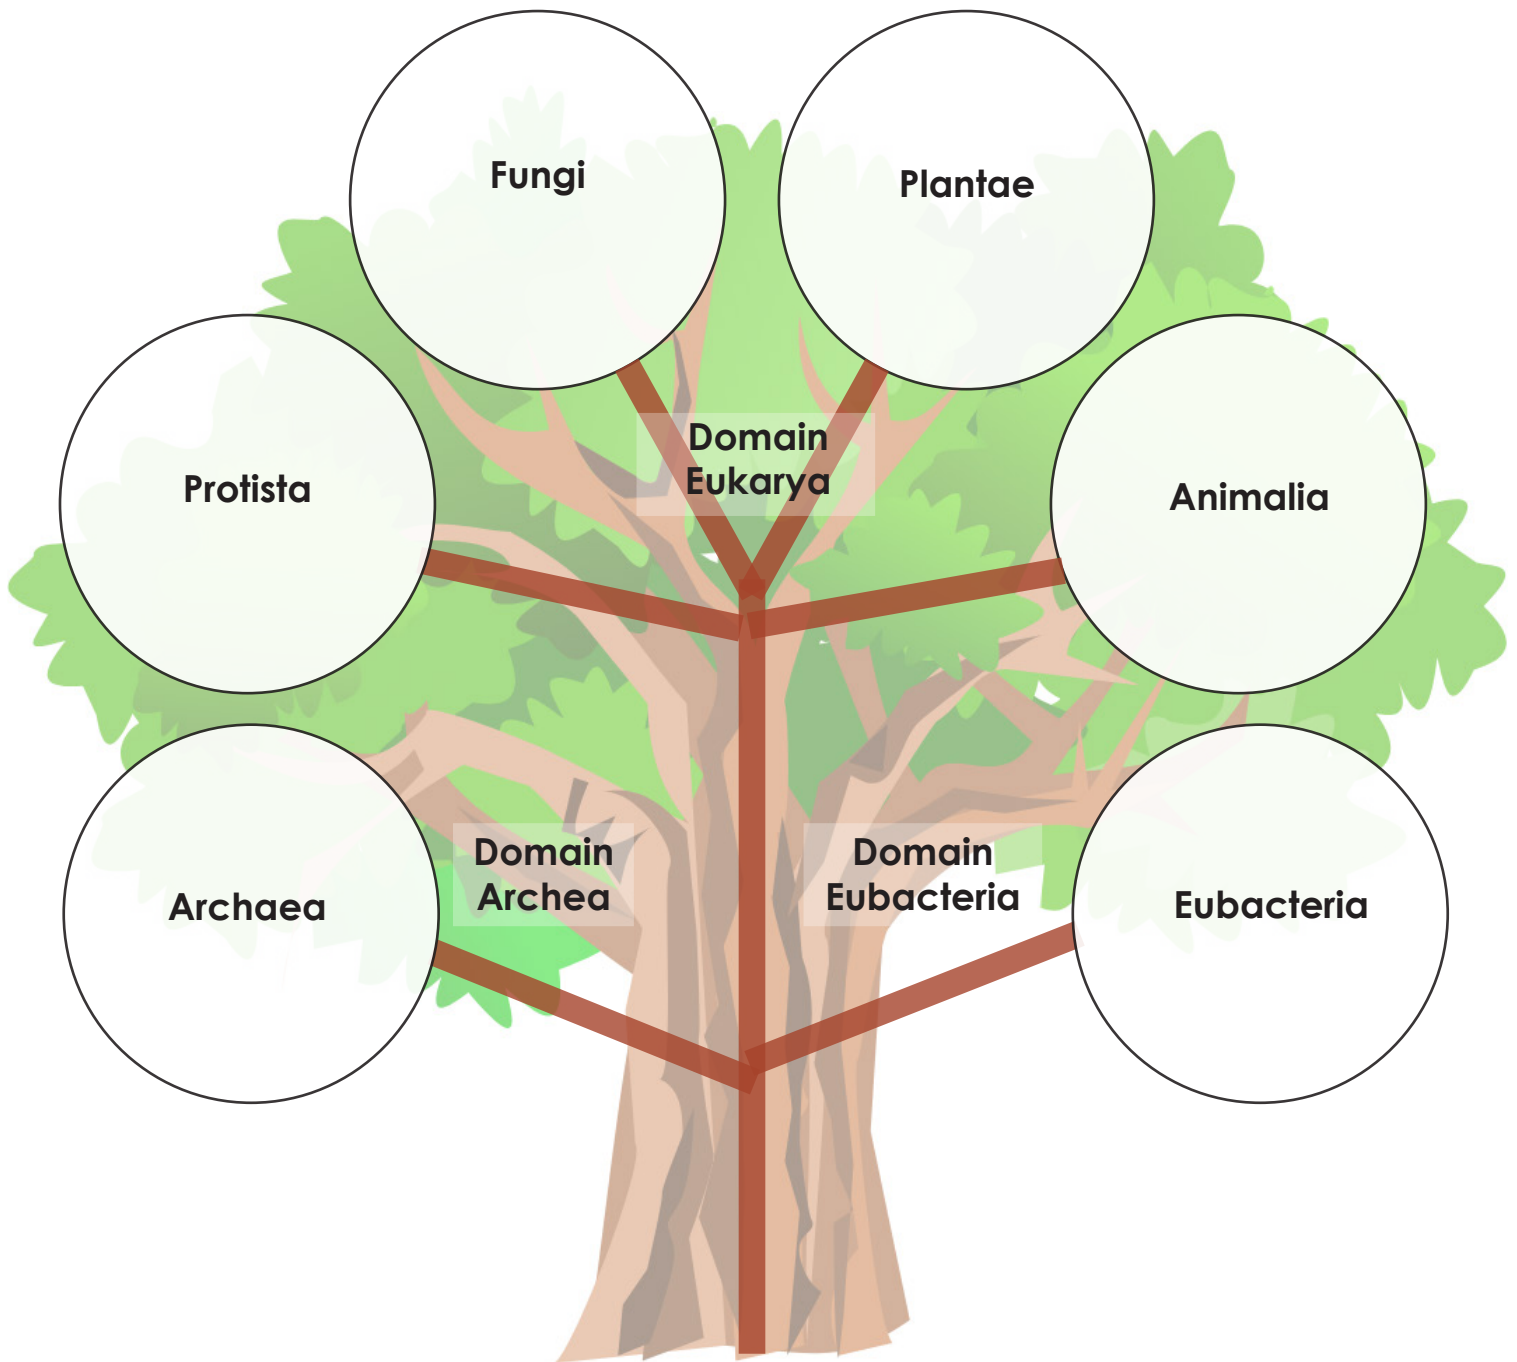 Fungi
Plantae
Domain
Eukarya
Protista
Animalia
Domain
Archea
Domain
Eubacteria
Archaea
Eubacteria